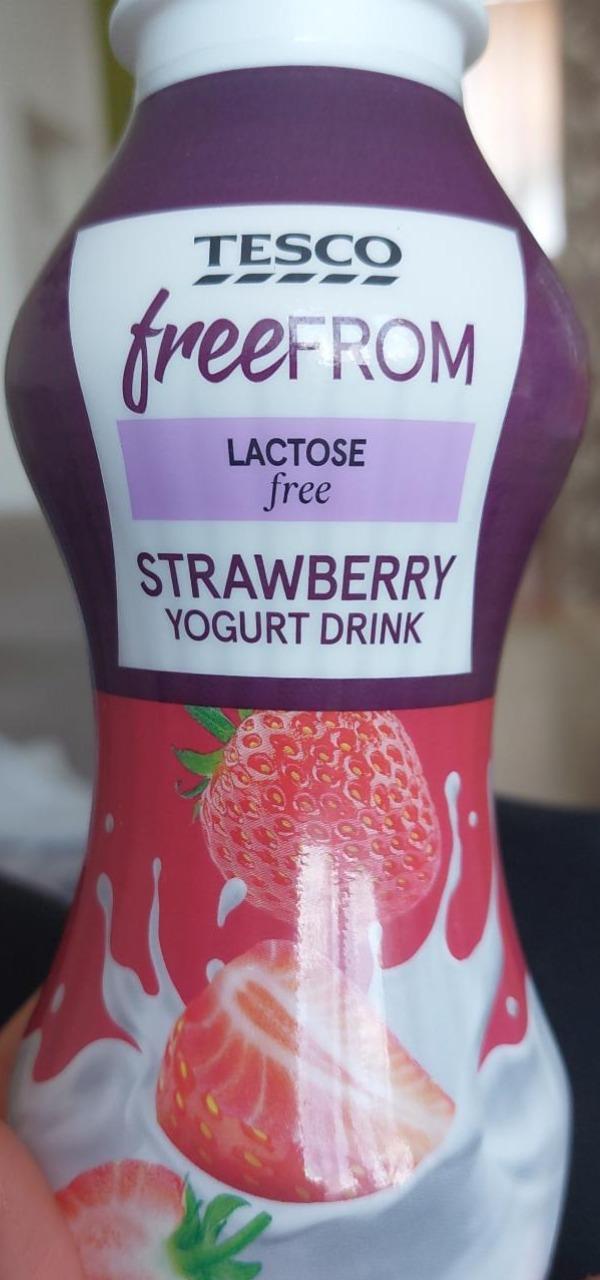 TESCO
freeFROM
LACTOSE
free
STRAWBERRY
YOGURT DRINK